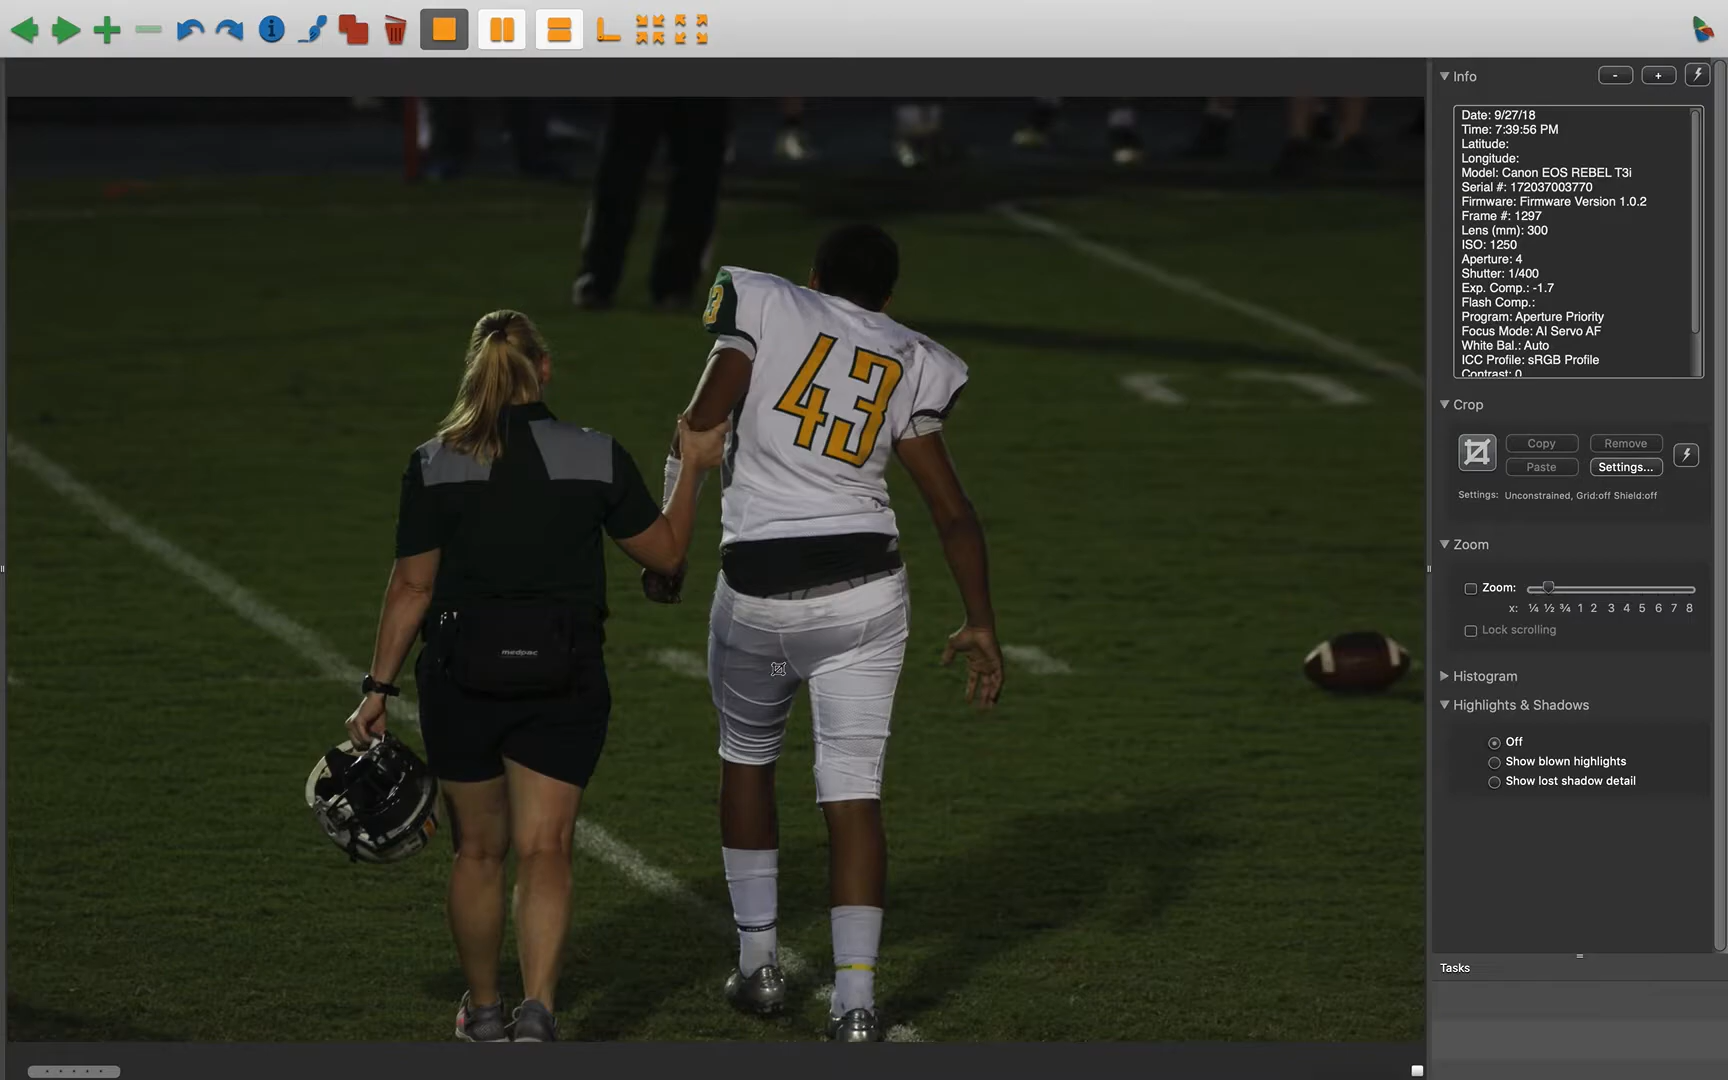 Info
-
+
Date: 9/27/18
Time: 7:39:56 PM
Latitude:
Longitude:
Model: Canon EOS REBEL T3i
Serial #: 172037003770
Firmware: Firmware Version 1.0.2
Frame #: 1297
Lens (mm): 300
ISO: 1250
Aperture: 4
Shutter: 1/400
Exp. Comp.: -1.7
Flash Comp.:
Program: Aperture Priority
Focus Mode: AI Servo AF
White Bal.: Auto
ICC Profile: sRGB Profile
Contrast: 0
Crop
Copy
Remove
Paste
Settings...
Settings: Unconstrained, Grid:off Shield:off
Zoom
Zoom:
x: ¼ ½ ¾ 1 2 3 4 5 6 7 8
Lock scrolling
Histogram
Highlights & Shadows
Off
Show blown highlights
Show lost shadow detail
Tasks
3
43
medpac